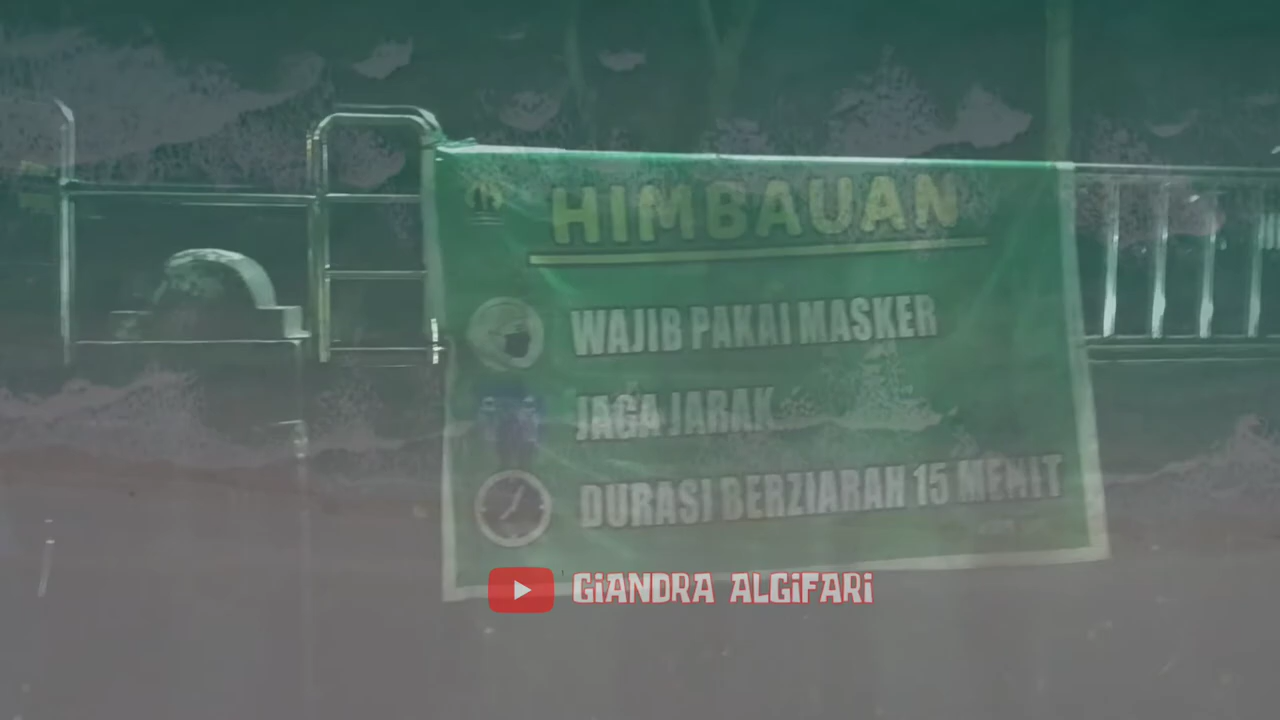 HIMBAUAN
WAJIB PAKAI MASKER
JAGA JARAK
DURASI BERZIARAH 15 MENIT
GiANDRA ALGiFARi